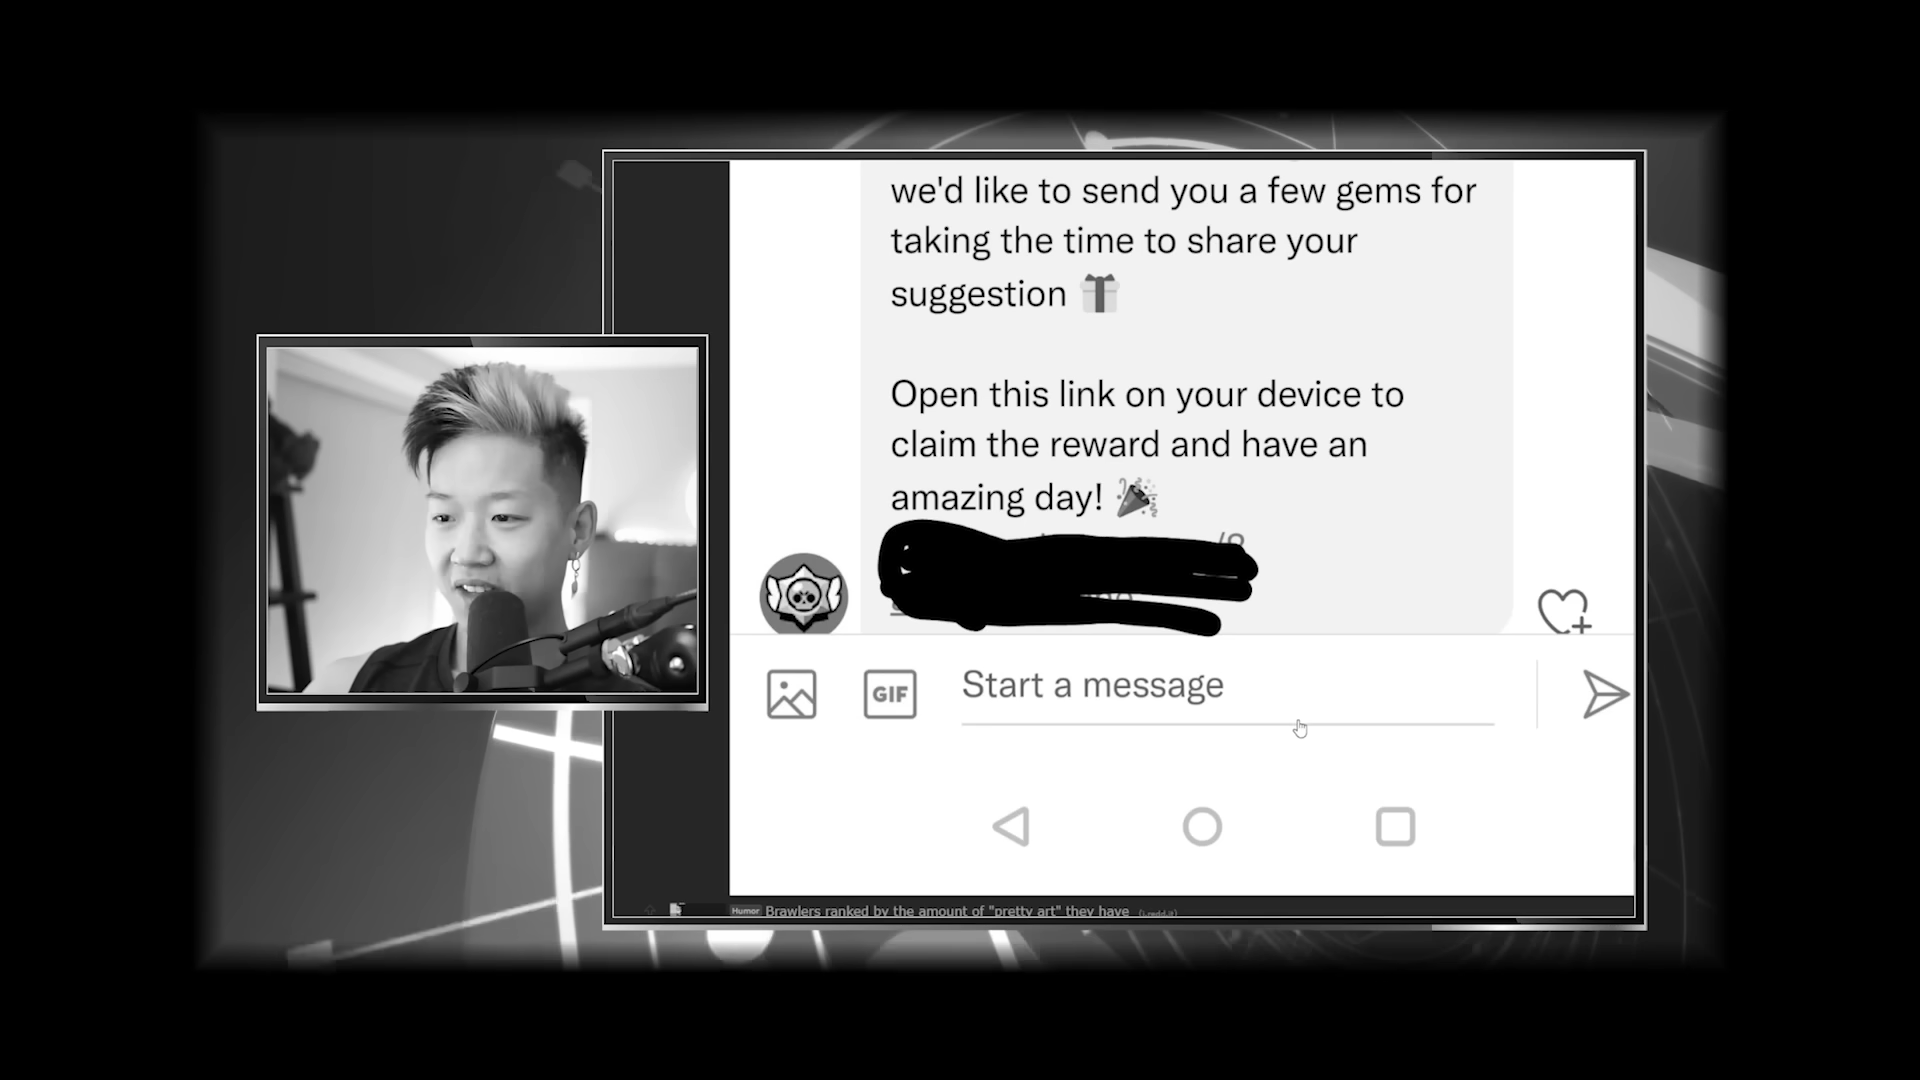 we'd like to send you a few gems for
taking the time to share your
suggestion 🎁
Open this link on your device to
claim the reward and have an
amazing day! 🎉
GIF
Start a message
Humor Brawlers ranked by the amount of "pretty art" they have (i.redd.it)